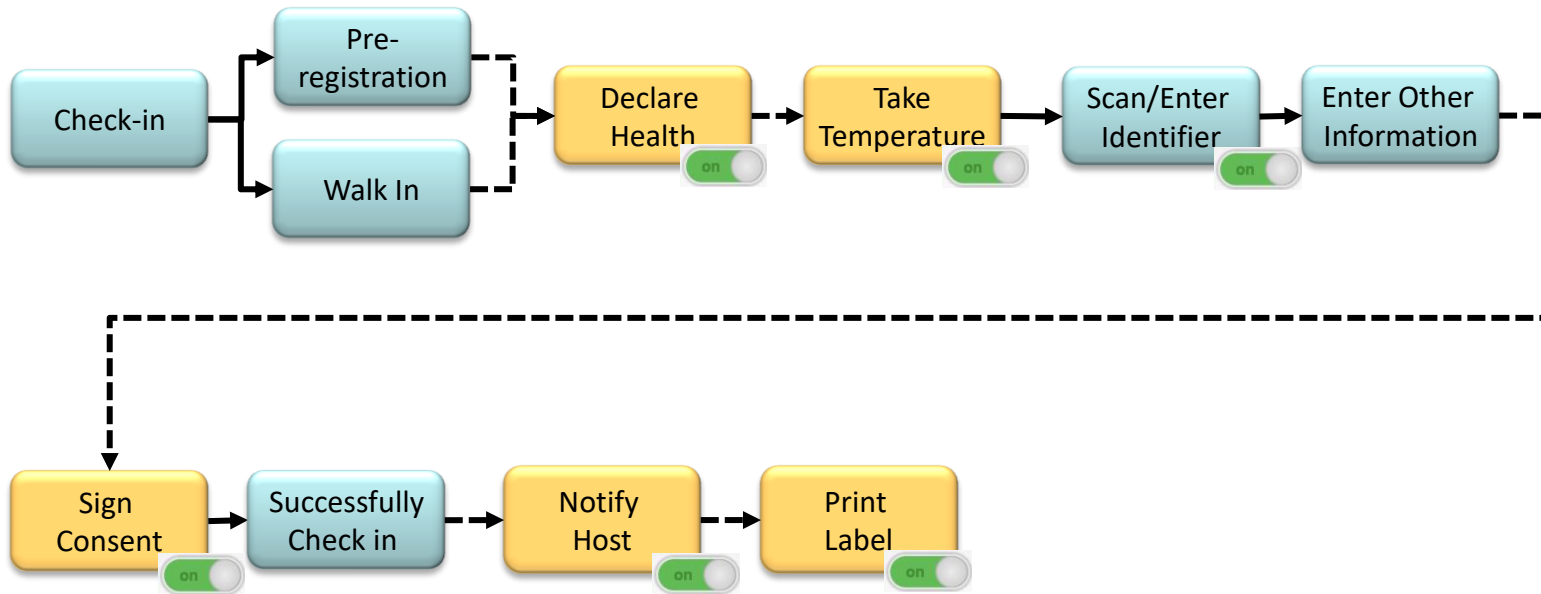 Check-in
Pre-
registration
Walk In
Declare
Health
on
Take
Temperature
on
Scan/Enter
Identifier
on
Enter Other
Information
Sign
Consent
on
Successfully
Check in
Notify
Host
on
Print
Label
on